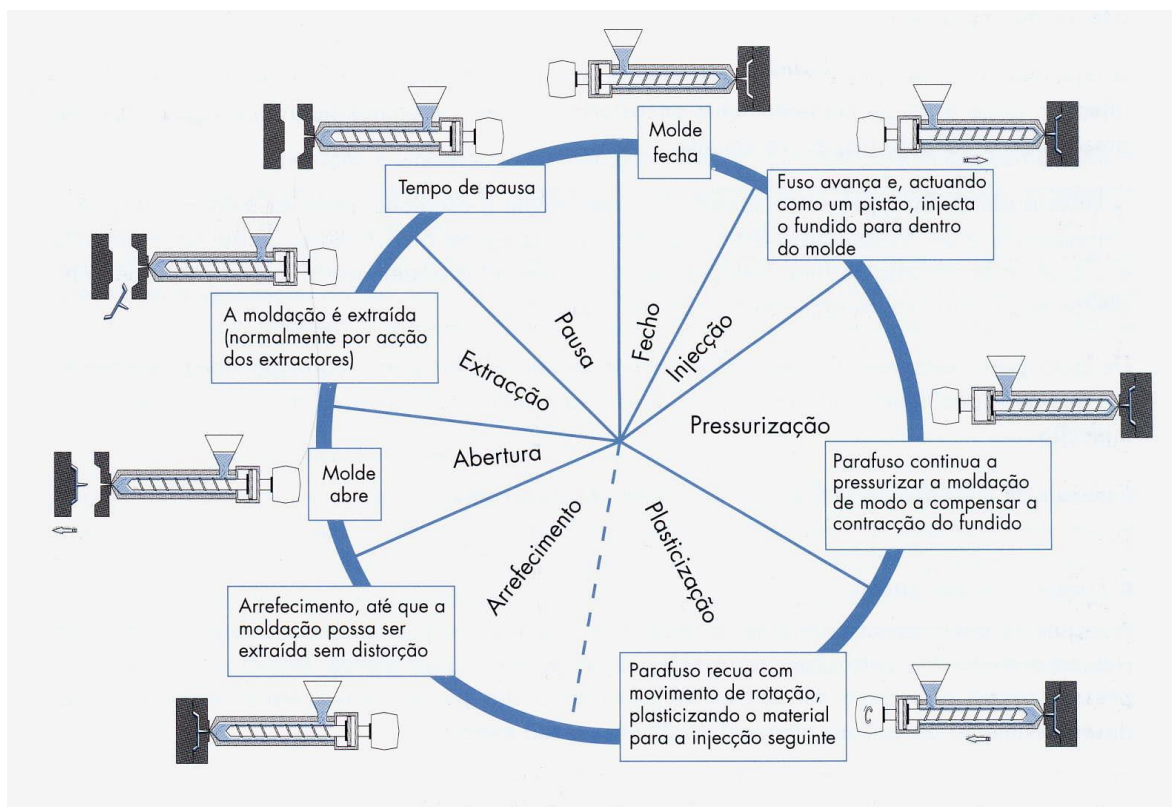 Molde
fecha
Fuso avança e, actuando
como um pistão, injecta
o fundido para dentro
do molde
Parafuso continua a
pressurizar a moldação
de modo a compensar a
contracção do fundido
Parafuso recua com
movimento de rotação,
plasticizando o material
para a injecção seguinte
Arrefecimento, até que a
moldação possa ser
extraída sem distorção
Molde
abre
A moldação é extraída
(normalmente por acção
dos extractores)
Tempo de pausa
Fecho
Injecção
Pressurização
Plasticização
Arrefecimento
Abertura
Extracção
Pausa